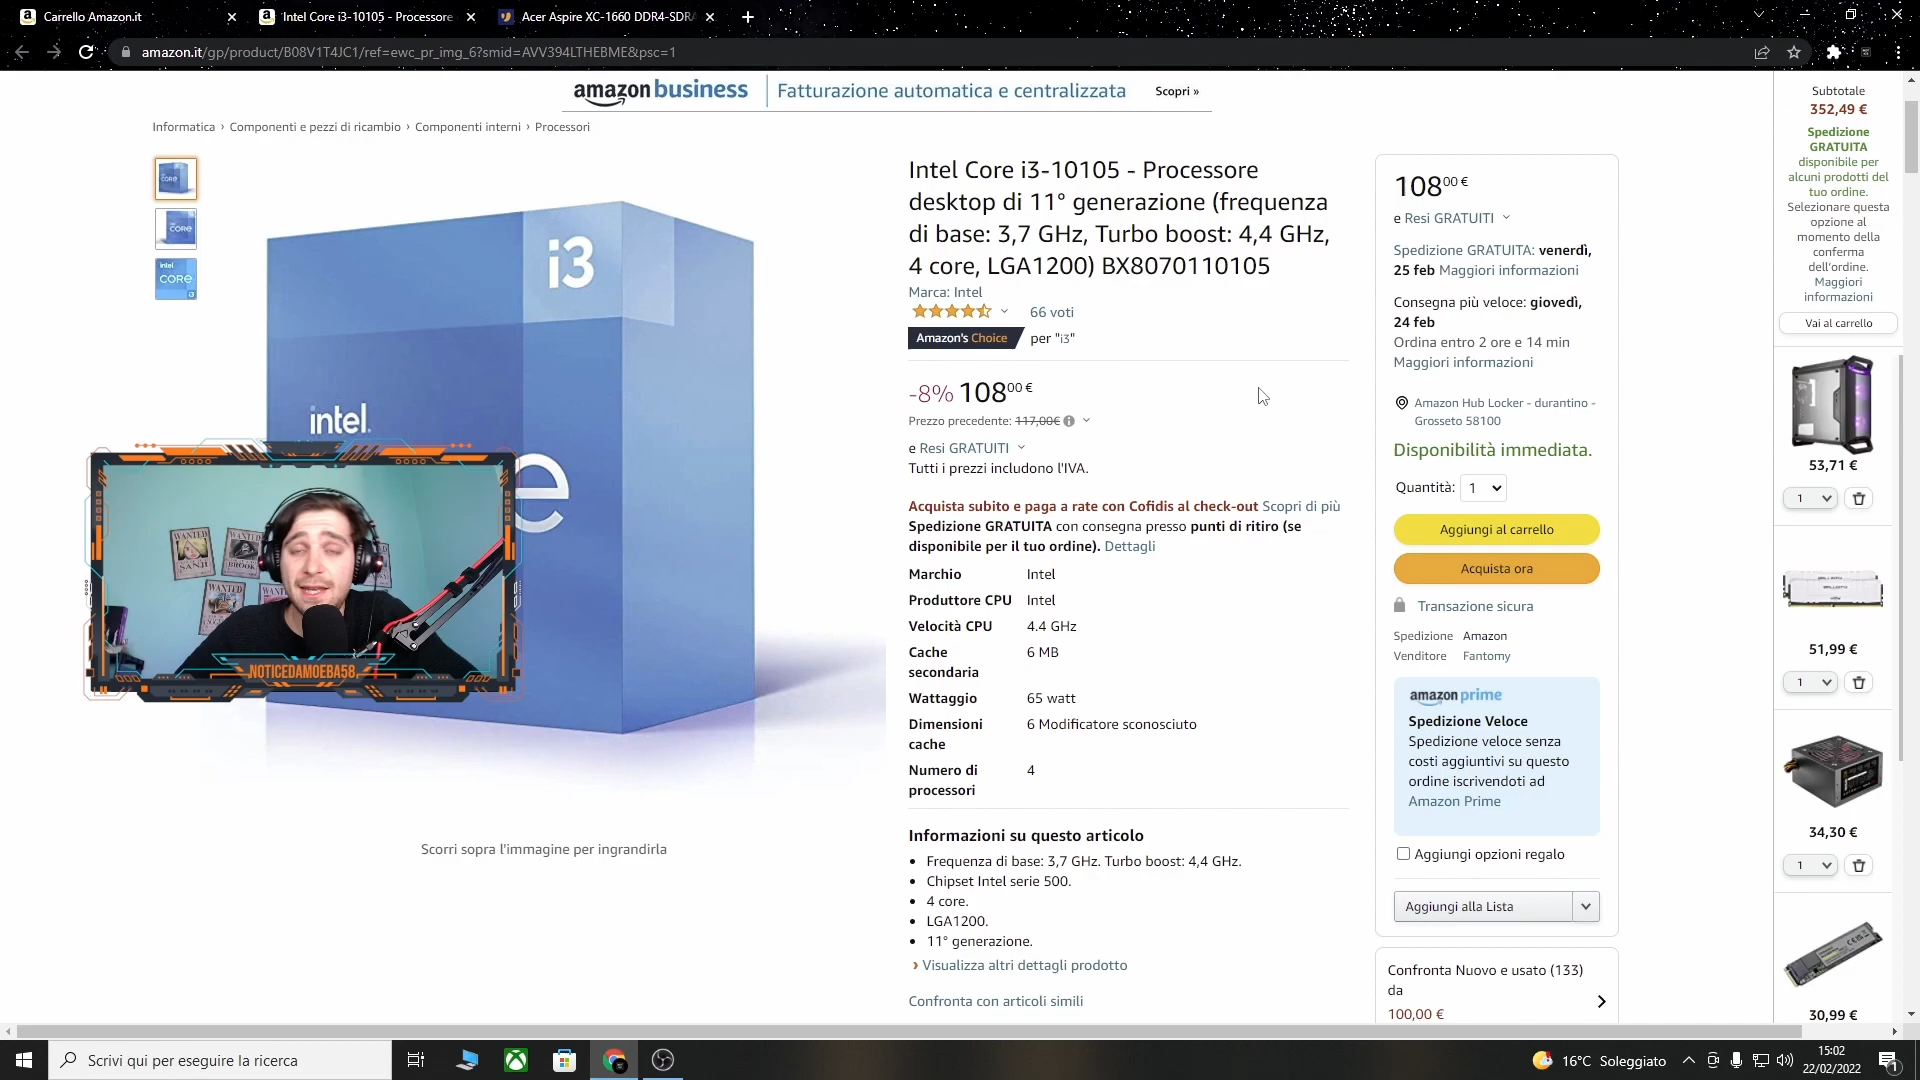 Carrello Amazon.it
Intel Core i3-10105 - Processore
Acer Aspire XC-1660 DDR4-SDRA
amazon.it/gp/product/B08V1T4JC1/ref=ewc_pr_img_6?smid=AVV394LTHEBME&psc=1
amazon business
Fatturazione automatica e centralizzata
Scopri »
Informatica › Componenti e pezzi di ricambio › Componenti interni › Processori
intel
CORE
i3
intel.
e
WANTED
SANJI
WANTED
BROOK
WANTED
WANTED
NOTICEDAMOEBA58
Scorri sopra l'immagine per ingrandirla
Intel Core i3-10105 - Processore
desktop di 11° generazione (frequenza
di base: 3,7 GHz, Turbo boost: 4,4 GHz,
4 core, LGA1200) BX8070110105
Marca: Intel
66 voti
Amazon's Choice per "i3"
-8% 108,00 €
Prezzo precedente: 117,00€
e Resi GRATUITI
Tutti i prezzi includono l'IVA.
Acquista subito e paga a rate con Cofidis al check-out Scopri di più
Spedizione GRATUITA con consegna presso punti di ritiro (se
disponibile per il tuo ordine). Dettagli
Marchio Intel
Produttore CPU Intel
Velocità CPU 4.4 GHz
Cache 6 MB
secondaria
Wattaggio 65 watt
Dimensioni 6 Modificatore sconosciuto
cache
Numero di 4
processori
Informazioni su questo articolo
• Frequenza di base: 3,7 GHz. Turbo boost: 4,4 GHz.
• Chipset Intel serie 500.
• 4 core.
• LGA1200.
• 11° generazione.
› Visualizza altri dettagli prodotto
Confronta con articoli simili
108 00 €
e Resi GRATUITI
Spedizione GRATUITA: venerdì,
25 feb Maggiori informazioni
Consegna più veloce: giovedì,
24 feb
Ordina entro 2 ore e 14 min
Maggiori informazioni
Amazon Hub Locker - durantino -
Grosseto 58100
Disponibilità immediata.
Quantità: 1
Aggiungi al carrello
Acquista ora
Transazione sicura
Spedizione Amazon
Venditore Fantomy
amazon prime
Spedizione Veloce
Spedizione veloce senza
costi aggiuntivi su questo
ordine iscrivendoti ad
Amazon Prime
Aggiungi opzioni regalo
Aggiungi alla Lista
Confronta Nuovo e usato (133)
da
100,00 €
Subtotale
352,49 €
Spedizione
GRATUITA
disponibile per
alcuni prodotti del
tuo ordine.
Selezionare questa
opzione al
momento della
conferma
dell'ordine.
Maggiori
informazioni
Vai al carrello
53,71 €
1
51,99 €
1
34,30 €
1
30,99 €
Scrivi qui per eseguire la ricerca
16°C Soleggiato
15:02
22/02/2022
1